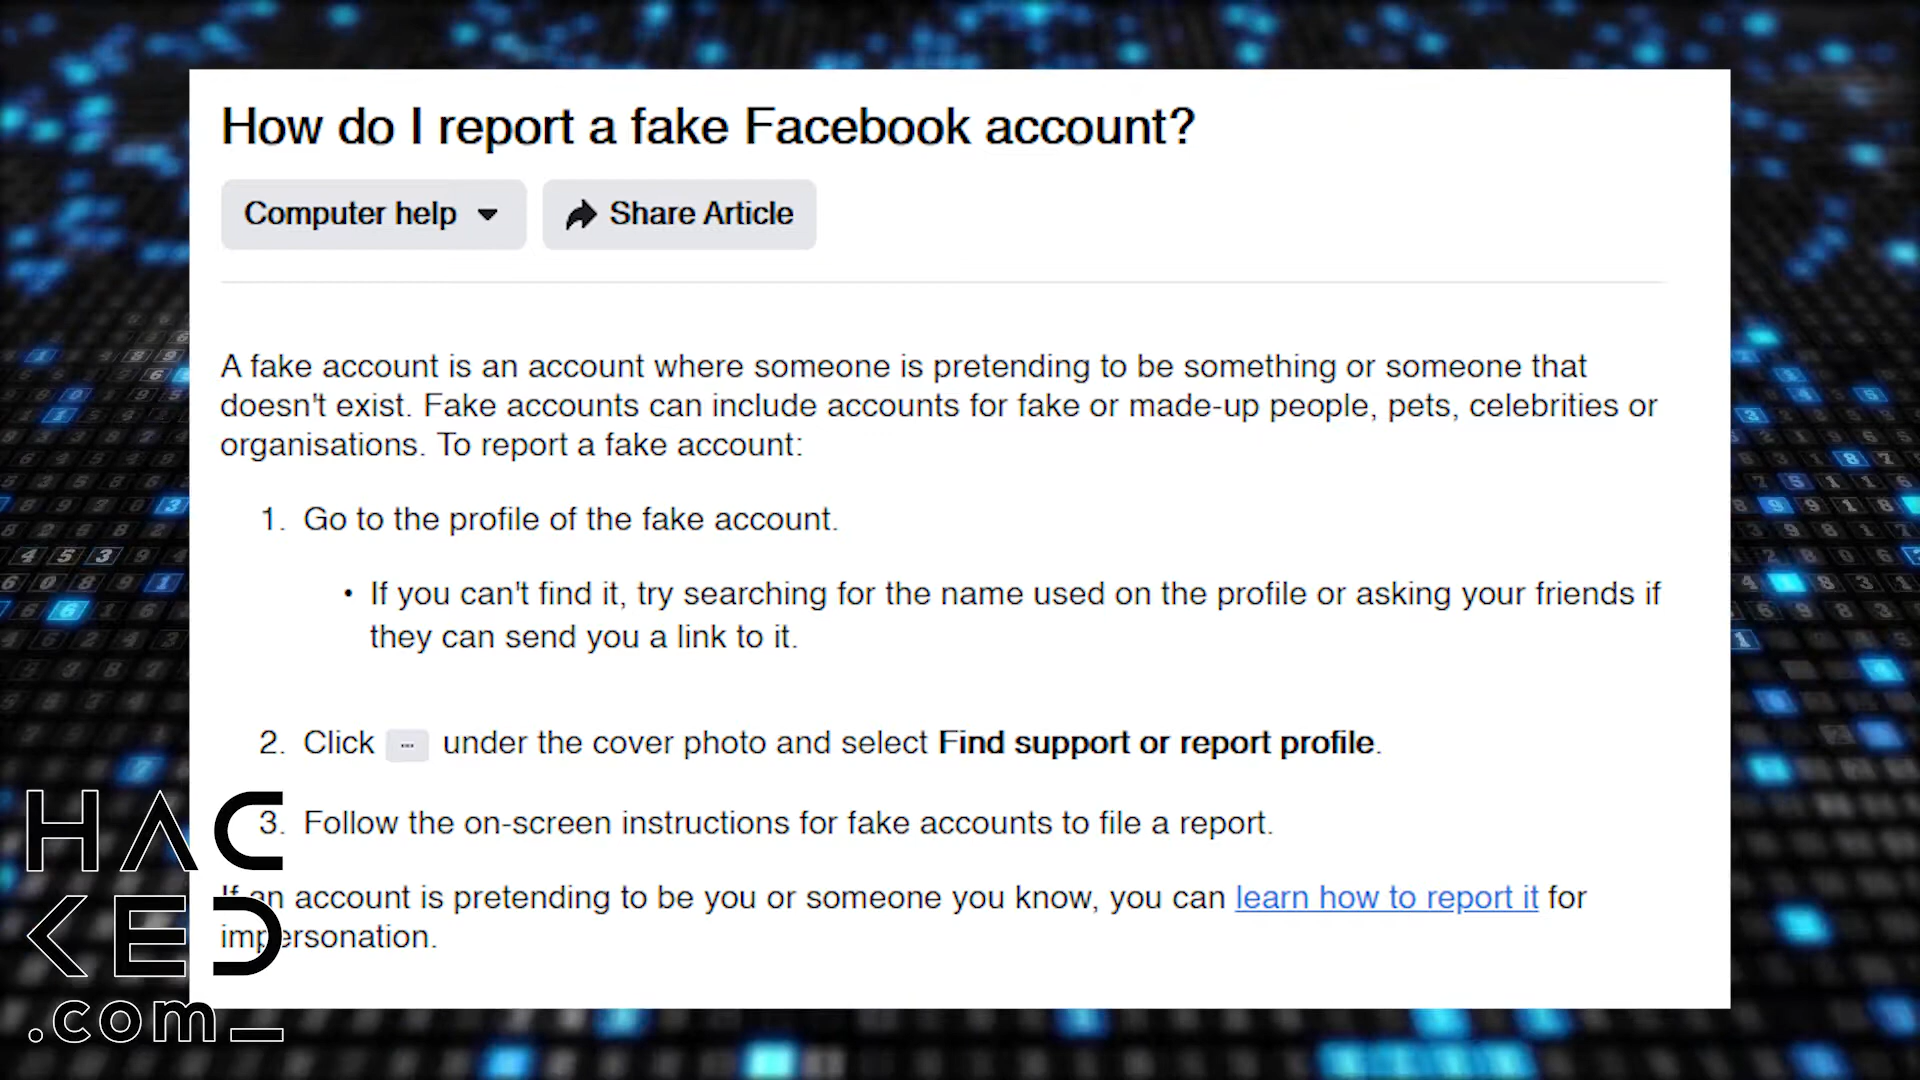 How do I report a fake Facebook account?
Computer help
Share Article
A fake account is an account where someone is pretending to be something or someone that
doesn't exist. Fake accounts can include accounts for fake or made-up people, pets, celebrities or
organisations. To report a fake account:
1. Go to the profile of the fake account.
• If you can't find it, try searching for the name used on the profile or asking your friends if
they can send you a link to it.
2. Click ... under the cover photo and select Find support or report profile.
3. Follow the on-screen instructions for fake accounts to file a report.
If an account is pretending to be you or someone you know, you can learn how to report it for
impersonation.
HAC
KED
.com_